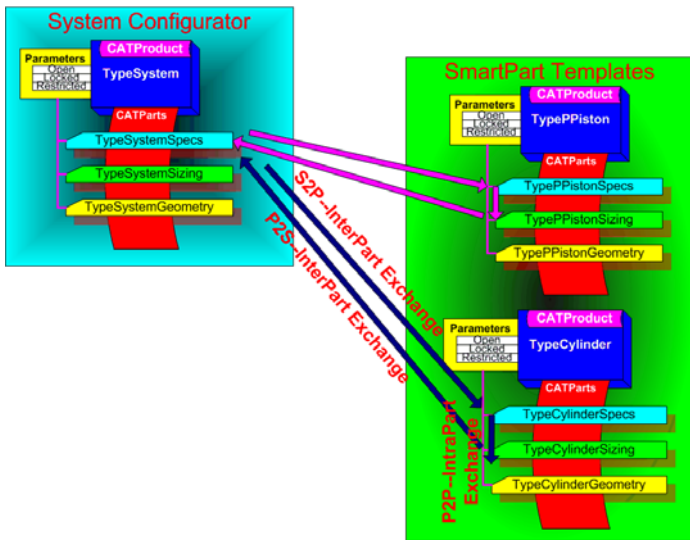 System Configurator
CATProduct
Parameters
Open
Locked
Restricted
TypeSystem
CATParts
TypeSystemSpecs
TypeSystemSizing
TypeSystemGeometry
S2P--InterPart Exchange
P2S--InterPart Exchange
SmartPart Templates
CATProduct
Parameters
Open
Locked
Restricted
TypePPiston
CATParts
TypePPistonSpecs
TypePPistonSizing
TypePPistonGeometry
CATProduct
Parameters
Open
Locked
Restricted
TypeCylinder
CATParts
TypeCylinderSpecs
TypeCylinderSizing
TypeCylinderGeometry
P2P--IntraPart
Exchange